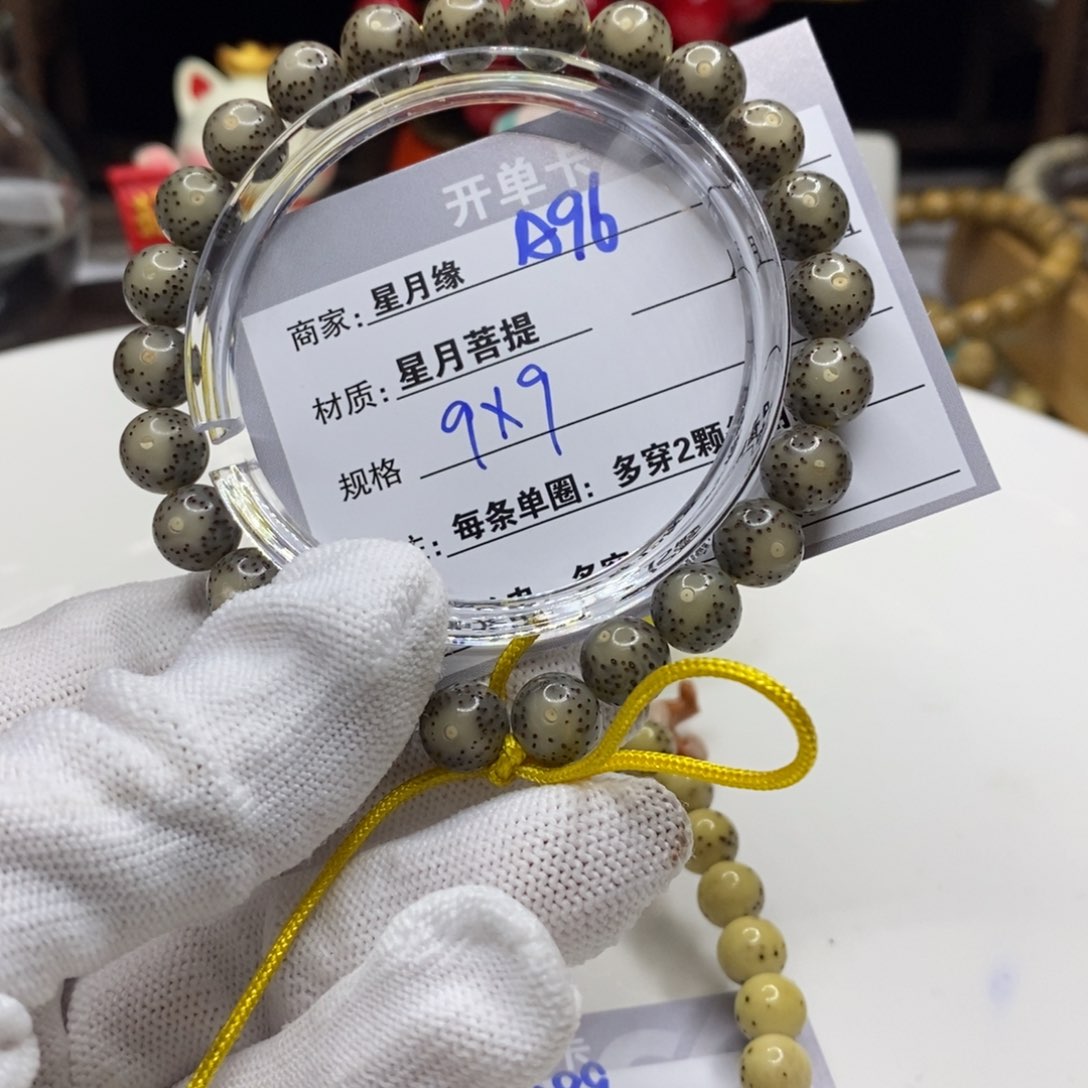 开单卡
A96
商家：星月缘
材质：星月菩提
规格 9x9
注：每条单圈：多穿2颗